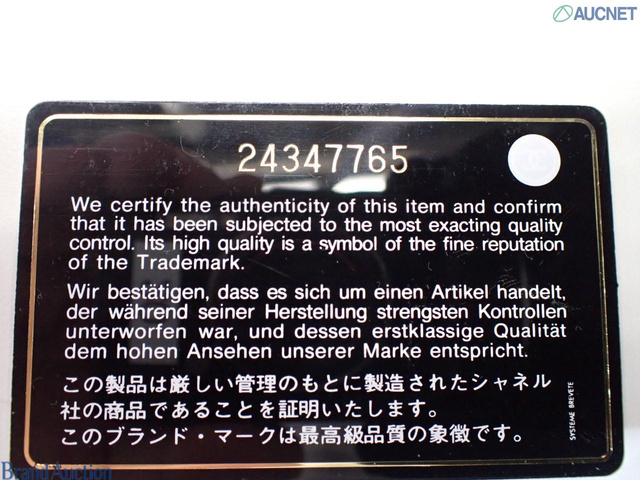 AUCNET
24347765
We certify the authenticity of this item and confirm
that it has been subjected to the most exacting quality
control. Its high quality is a symbol of the fine reputation
of the Trademark.
Wir bestätigen, dass es sich um einen Artikel handelt,
der während seiner Herstellung strengsten Kontrollen
unterworfen war, und dessen erstklassige Qualität
dem hohen Ansehen unserer Marke entspricht.
この製品は厳しい管理のもとに製造されたシャネル
社の商品であることを証明いたします。
このブランド・マークは最高級品質の象徴です。
SYSTEME BREVETE
Brand Auction